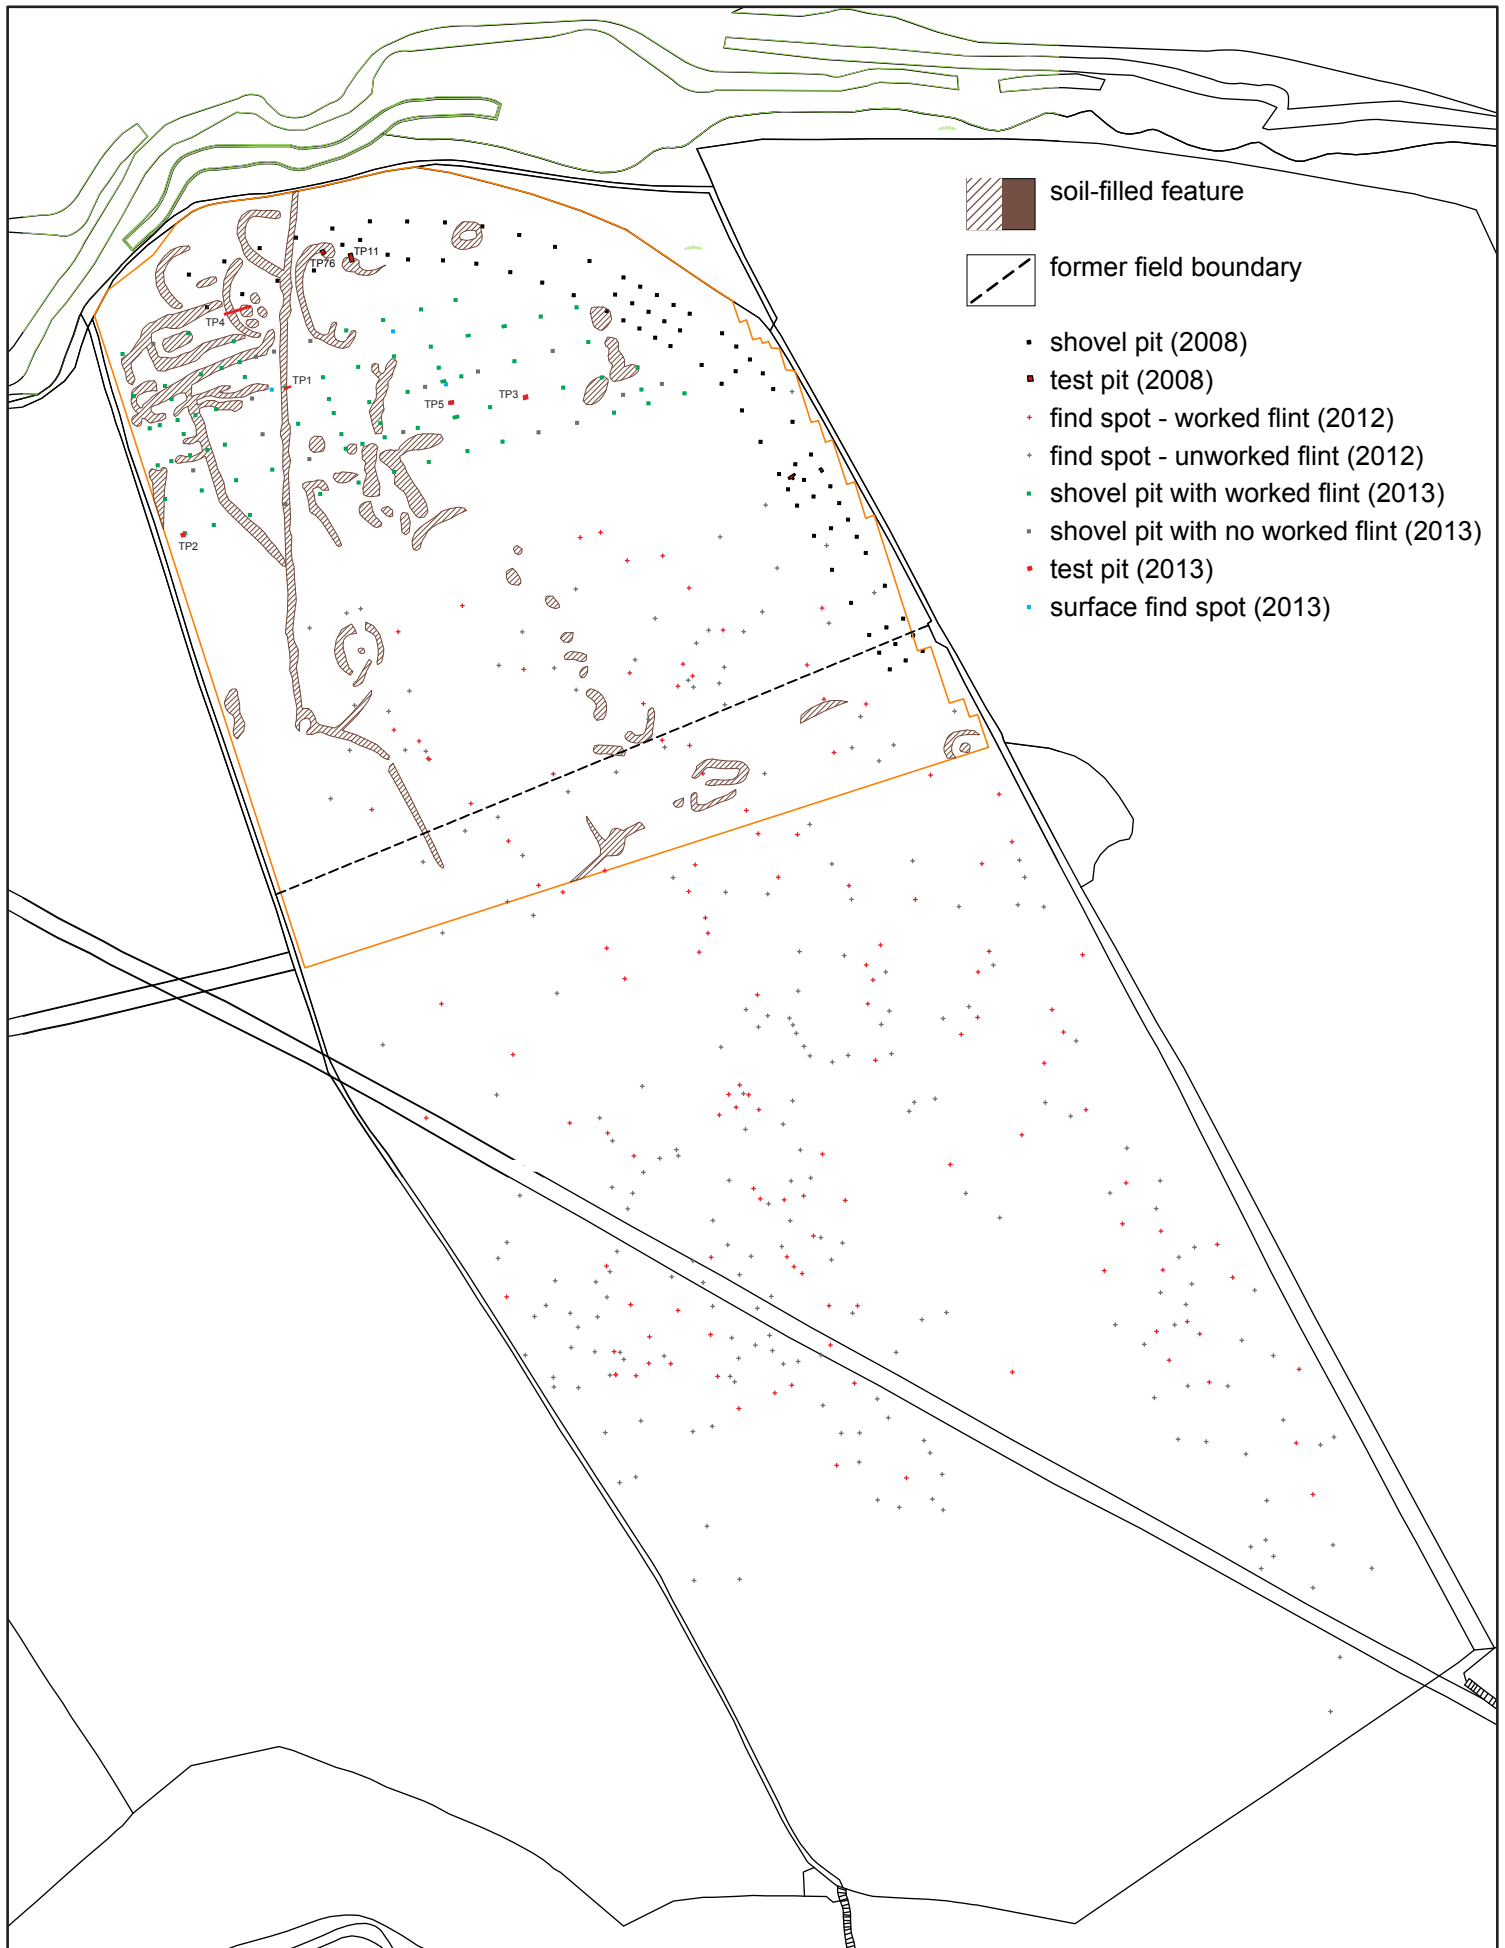 soil-filled feature
former field boundary
shovel pit (2008)
test pit (2008)
find spot - worked flint (2012)
find spot - unworked flint (2012)
shovel pit with worked flint (2013)
shovel pit with no worked flint (2013)
test pit (2013)
surface find spot (2013)
TP11
TP76
TP4
TP1
TP3
TP5
TP2